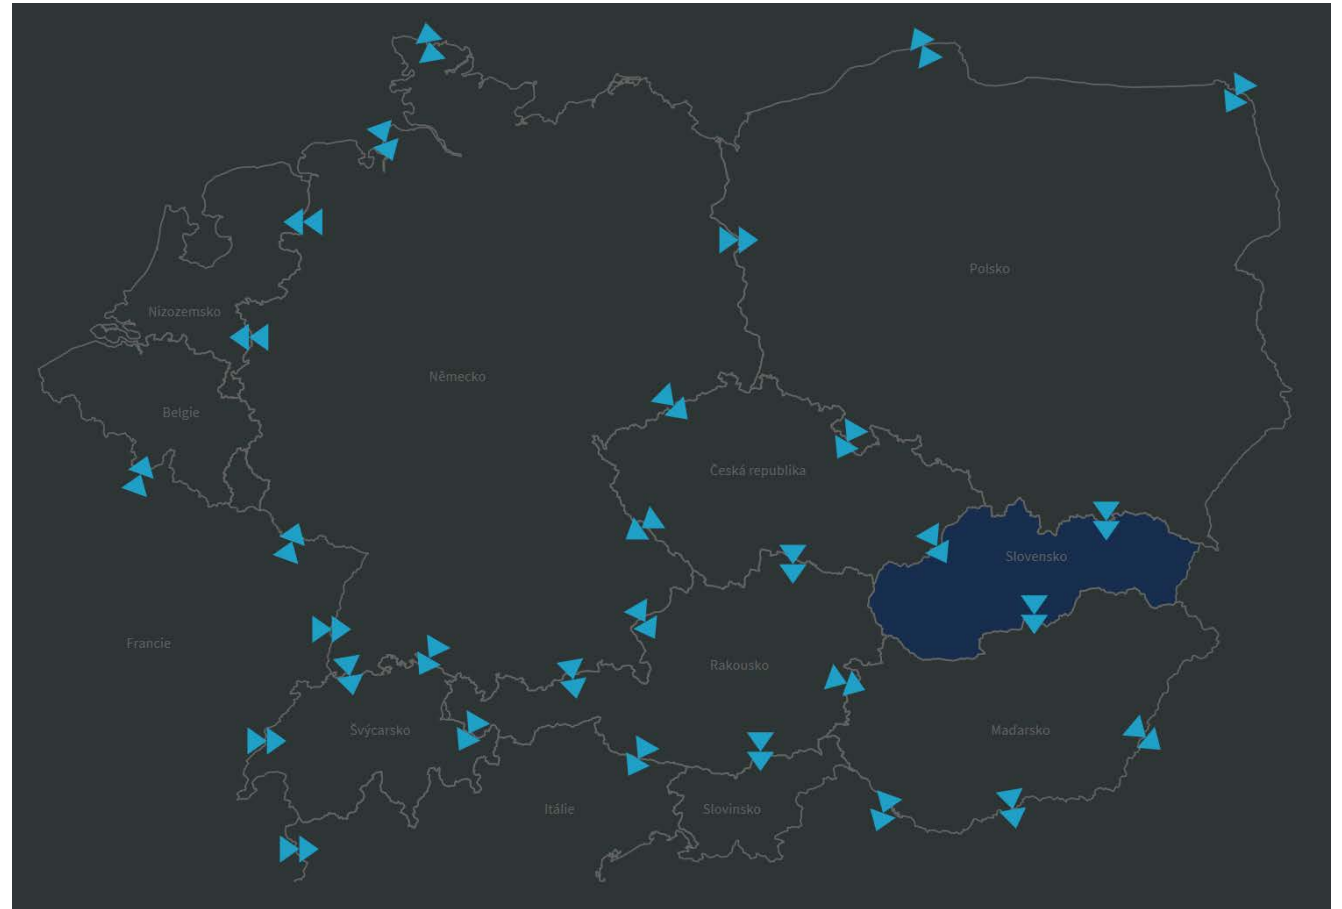 Polsko
Nizozemsko
Německo
Belgie
Česká republika
Slovensko
Francie
Rakousko
Švýcarsko
Maďarsko
Itálie
Slovinsko